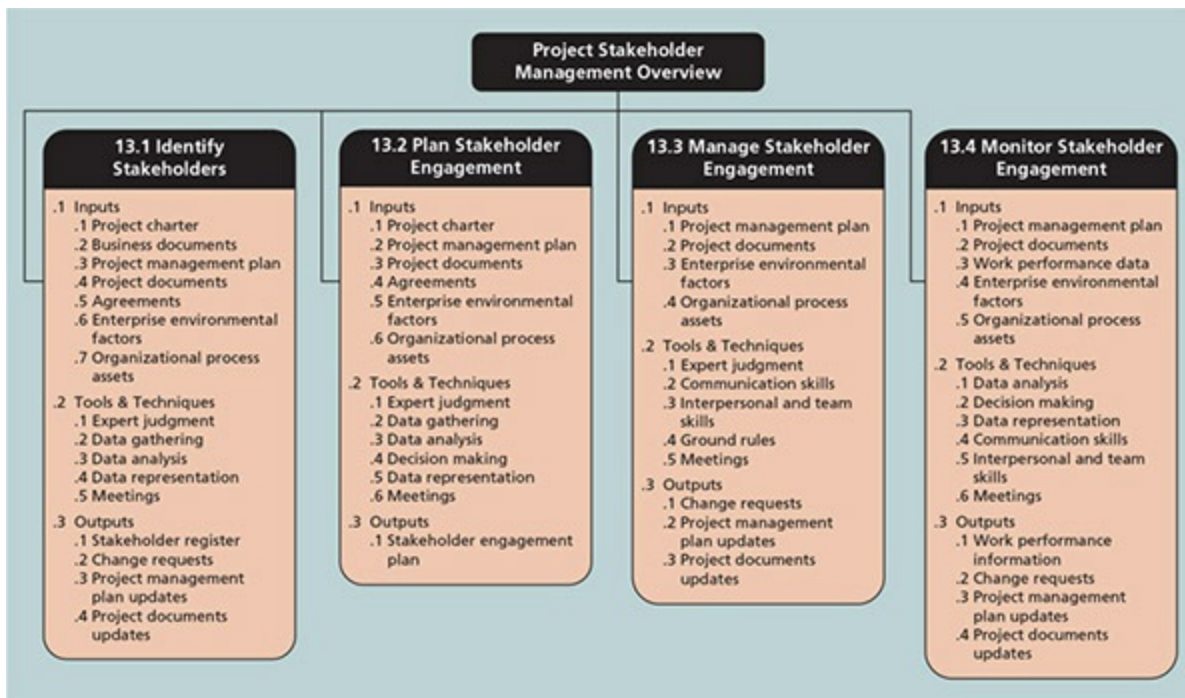 Project Stakeholder
Management Overview
13.1 Identify
Stakeholders
.1 Inputs
.1 Project charter
.2 Business documents
.3 Project management plan
.4 Project documents
.5 Agreements
.6 Enterprise environmental
factors
.7 Organizational process
assets
.2 Tools & Techniques
.1 Expert judgment
.2 Data gathering
.3 Data analysis
.4 Data representation
.5 Meetings
.3 Outputs
.1 Stakeholder register
.2 Change requests
.3 Project management
plan updates
.4 Project documents
updates
13.2 Plan Stakeholder
Engagement
.1 Inputs
.1 Project charter
.2 Project management plan
.3 Project documents
.4 Agreements
.5 Enterprise environmental
factors
.6 Organizational process
assets
.2 Tools & Techniques
.1 Expert judgment
.2 Data gathering
.3 Data analysis
.4 Decision making
.5 Data representation
.6 Meetings
.3 Outputs
.1 Stakeholder engagement
plan
13.3 Manage Stakeholder
Engagement
.1 Inputs
.1 Project management plan
.2 Project documents
.3 Enterprise environmental
factors
.4 Organizational process
assets
.2 Tools & Techniques
.1 Expert judgment
.2 Communication skills
.3 Interpersonal and team
skills
.4 Ground rules
.5 Meetings
.3 Outputs
.1 Change requests
.2 Project management
plan updates
.3 Project documents
updates
13.4 Monitor Stakeholder
Engagement
.1 Inputs
.1 Project management plan
.2 Project documents
.3 Work performance data
.4 Enterprise environmental
factors
.5 Organizational process
assets
.2 Tools & Techniques
.1 Data analysis
.2 Decision making
.3 Data representation
.4 Communication skills
.5 Interpersonal and team
skills
.6 Meetings
.3 Outputs
.1 Work performance
information
.2 Change requests
.3 Project management
plan updates
.4 Project documents
updates